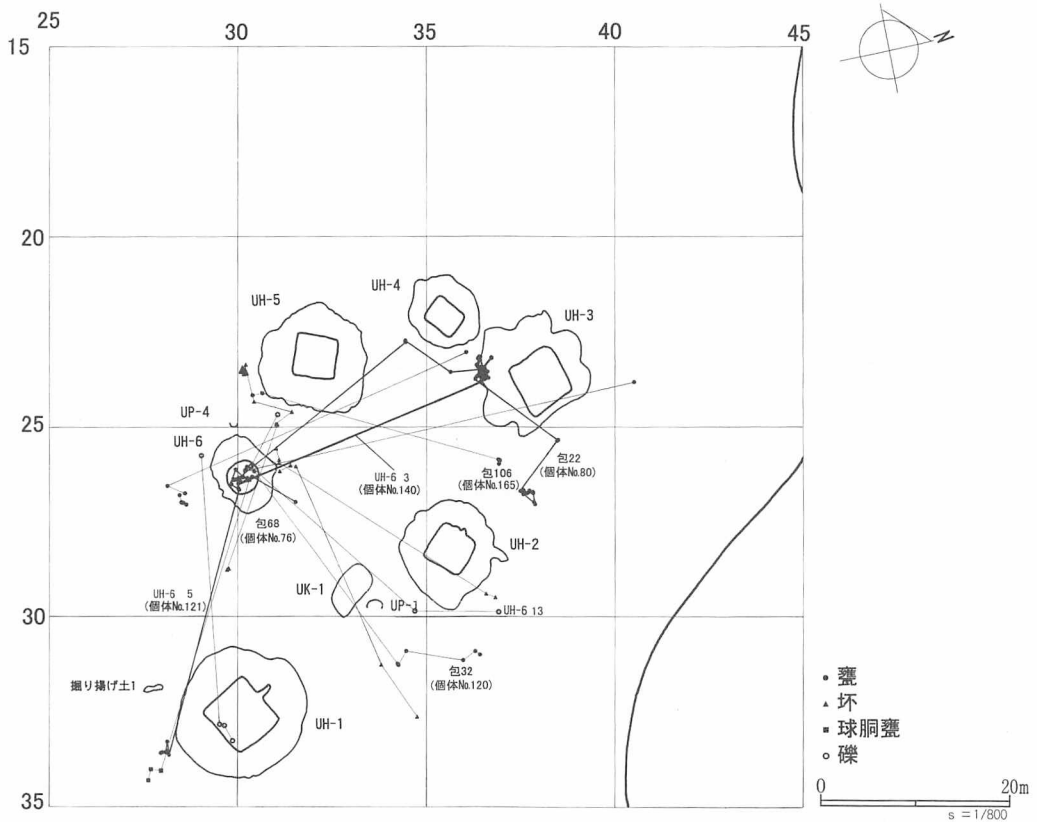 25
30
35
40
45
15
20
25
30
35
N
UH-5
UH-4
UH-3
UP-4
UH-6
UH-6 3
(個体No.140)
包106
(個体No.165)
包22
(個体No.80)
包68
(個体No.76)
UH-2
UK-1
UP-1
UH-6 13
UH-6 5
(個体No.121)
包32
(個体No.120)
掘り揚げ土1
UH-1
甕
坏
球胴甕
礫
0 20m
s =1/800